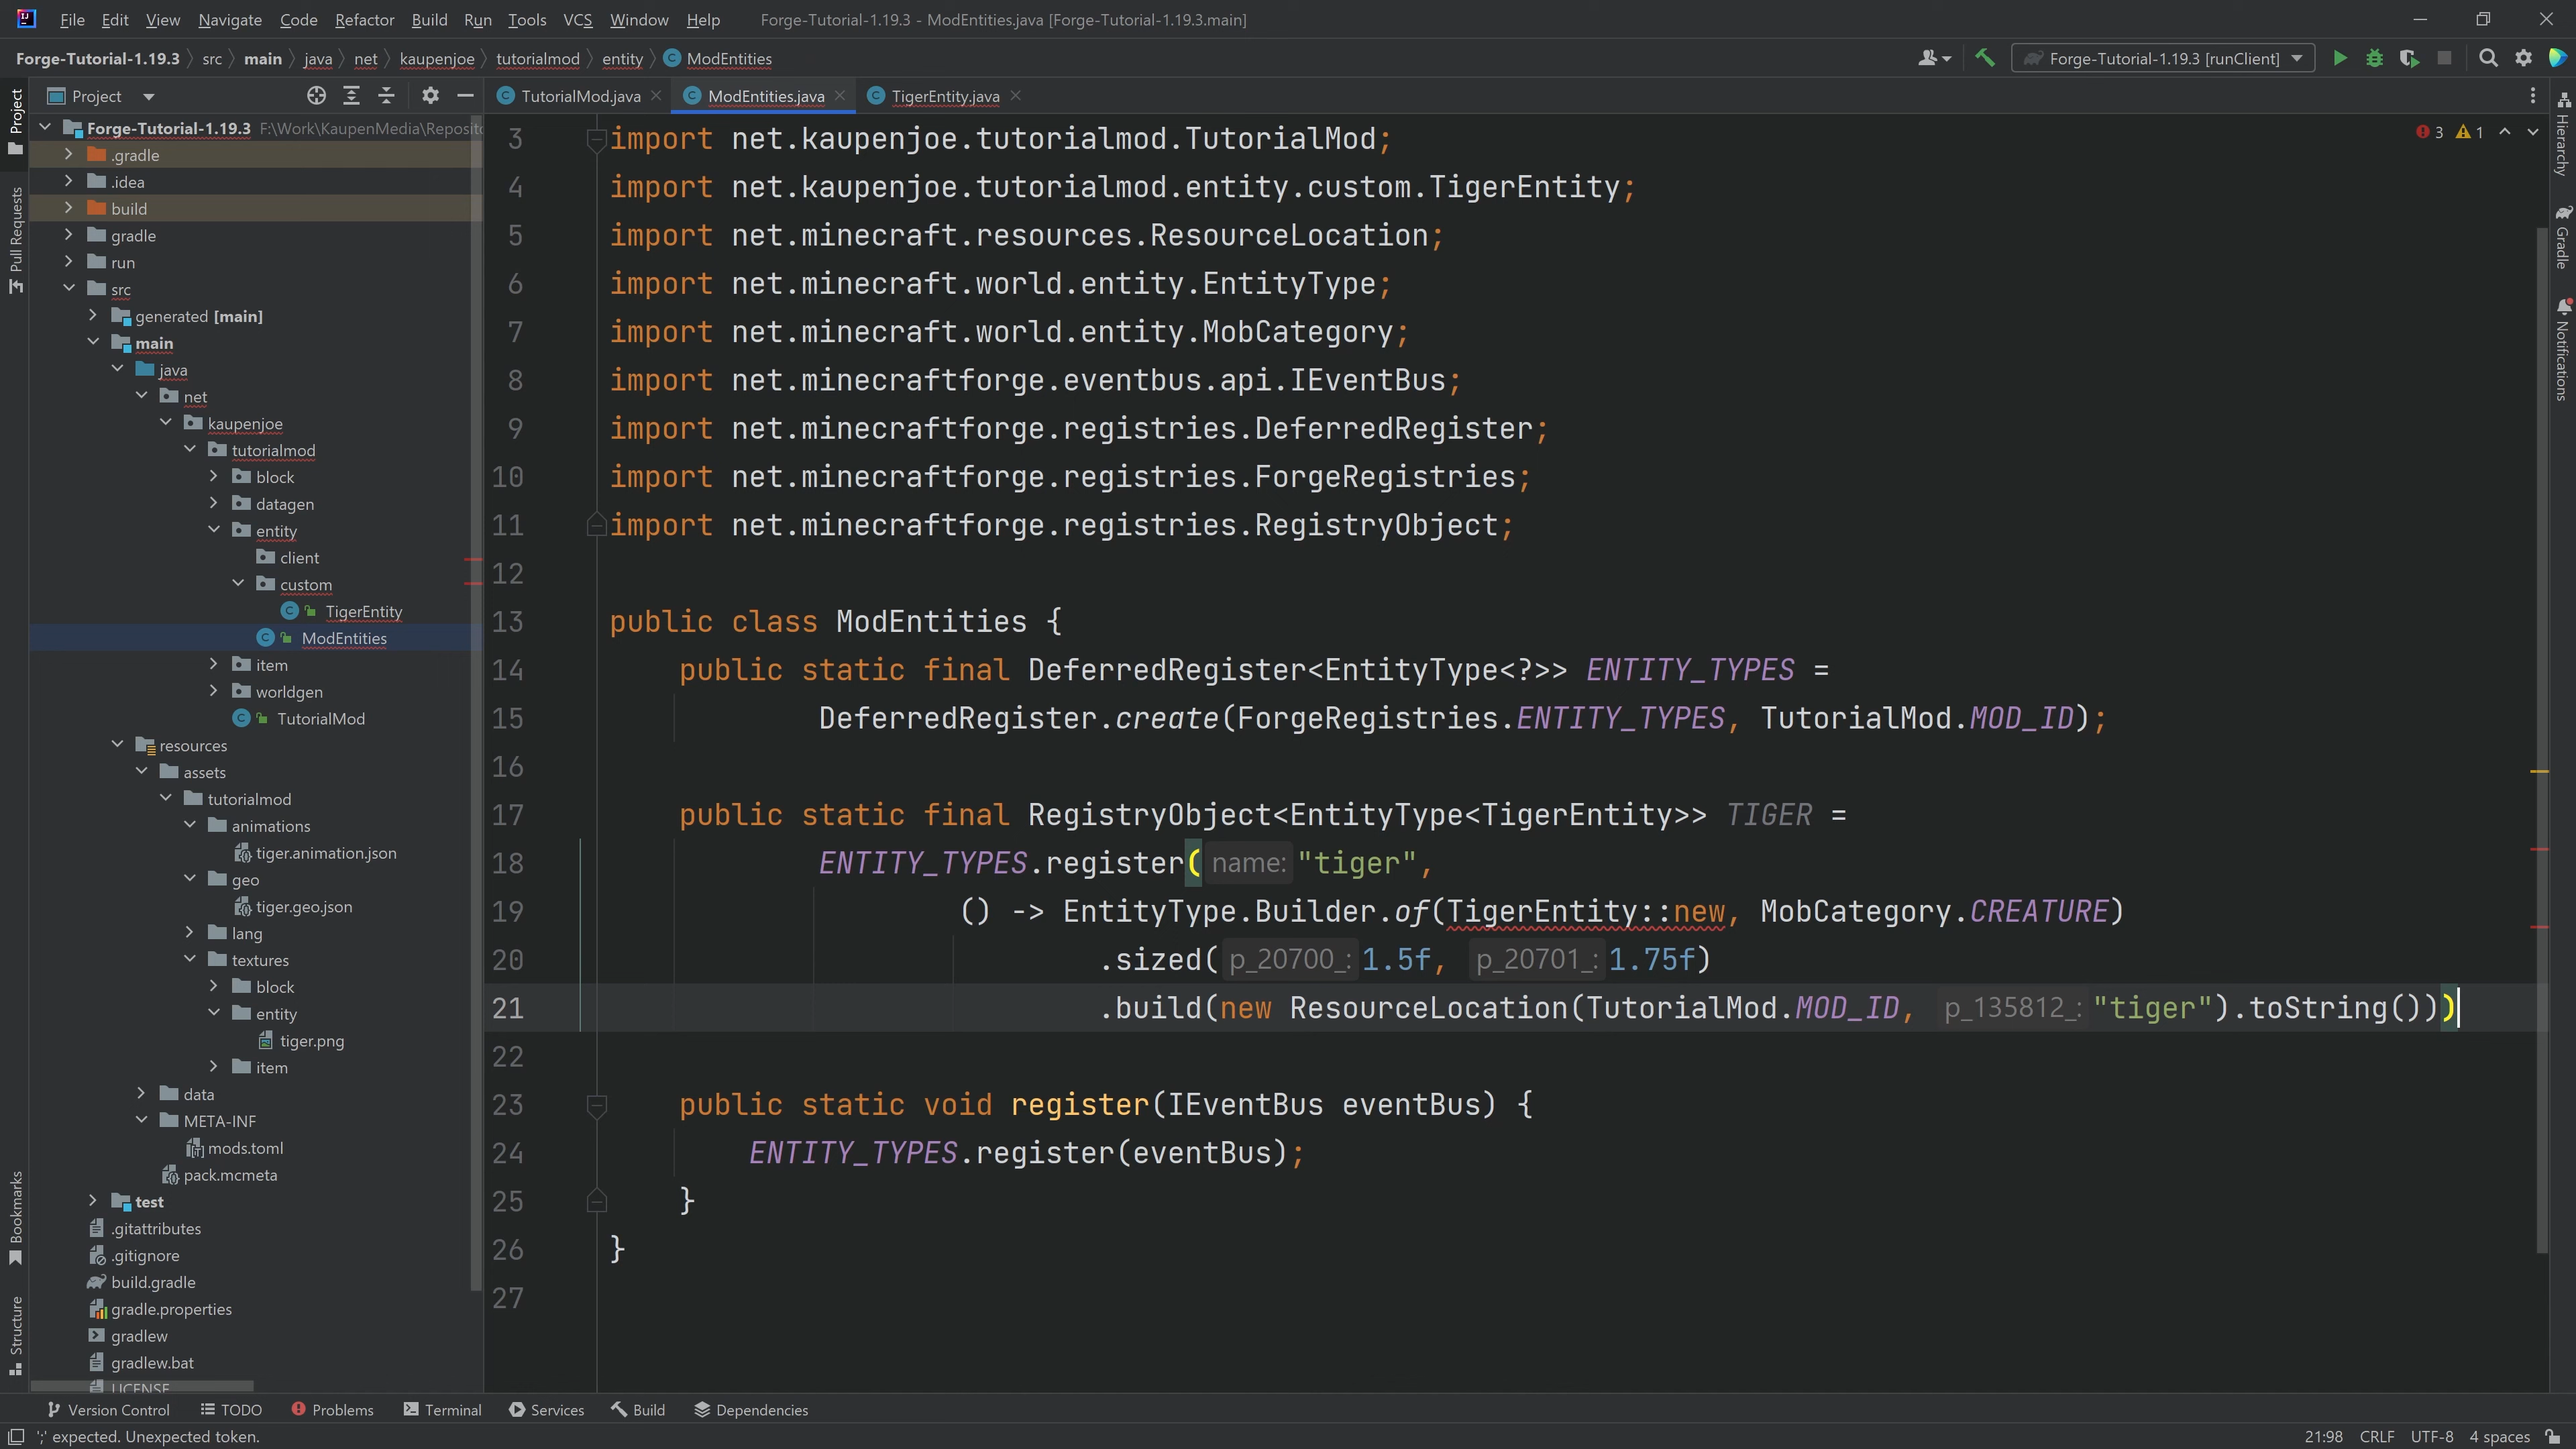 File Edit View Navigate Code Refactor Build Run Tools VCS Window Help Forge-Tutorial-1.19.3 - ModEntities.java [Forge-Tutorial-1.19.3.main]
Forge-Tutorial-1.19.3 src main java net kaupenjoe tutorialmod entity ModEntities Forge-Tutorial-1.19.3 [runClient]
Project
TutorialMod.java ModEntities.java TigerEntity.java
Project
Pull Requests
Bookmarks
Structure
Forge-Tutorial-1.19.3 F:\Work\KaupenMedia\Reposito
.gradle
.idea
build
gradle
run
src
generated [main]
main
java
net
kaupenjoe
tutorialmod
block
datagen
entity
client
custom
TigerEntity
ModEntities
item
worldgen
TutorialMod
resources
assets
tutorialmod
animations
tiger.animation.json
geo
tiger.geo.json
lang
textures
block
entity
tiger.png
item
data
META-INF
mods.toml
pack.mcmeta
test
.gitattributes
.gitignore
build.gradle
gradle.properties
gradlew
gradlew.bat
LICENSE
3 1
3 import net.kaupenjoe.tutorialmod.TutorialMod;
4 import net.kaupenjoe.tutorialmod.entity.custom.TigerEntity;
5 import net.minecraft.resources.ResourceLocation;
6 import net.minecraft.world.entity.EntityType;
7 import net.minecraft.world.entity.MobCategory;
8 import net.minecraftforge.eventbus.api.IEventBus;
9 import net.minecraftforge.registries.DeferredRegister;
10 import net.minecraftforge.registries.ForgeRegistries;
11 import net.minecraftforge.registries.RegistryObject;
12
13 public class ModEntities {
14 public static final DeferredRegister<EntityType<?>> ENTITY_TYPES =
15 DeferredRegister.create(ForgeRegistries.ENTITY_TYPES, TutorialMod.MOD_ID);
16
17 public static final RegistryObject<EntityType<TigerEntity>> TIGER =
18 ENTITY_TYPES.register( name: "tiger",
19 () -> EntityType.Builder.of(TigerEntity::new, MobCategory.CREATURE)
20 .sized( p_20700_: 1.5f, p_20701_: 1.75f)
21 .build(new ResourceLocation(TutorialMod.MOD_ID, p_135812_: "tiger").toString()))
22
23 public static void register(IEventBus eventBus) {
24 ENTITY_TYPES.register(eventBus);
25 }
26 }
27
Hierarchy
Gradle
Notifications
Version Control TODO Problems Terminal Services Build Dependencies
';' expected. Unexpected token. 21:98 CRLF UTF-8 4 spaces